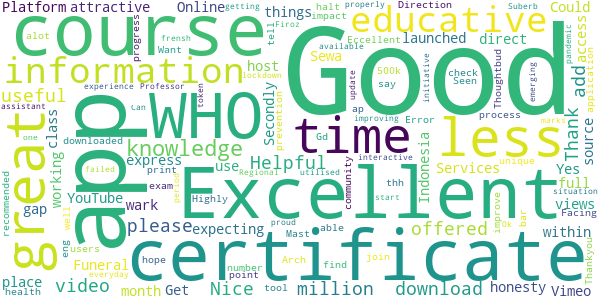 Platform attractive Online getting properly Direction Suberb
alot impact things halt available Eccellent launched direct Could
course frensh Want progress tell Firoz Good educative access
information host Sewa 500k say check Seen Thoughtbud initiative emerging pandemic add application
useful experience Professor lockdown Secondly update ap process Thank
assistant can token prevention time less source
great app WHO knowledge Error improving Gd marks
one downloaded class express print use Helpful community interactive Indonesia Services unique Yes full
working failed exam period Regional utilised thh situation
recommended gap YouTube wark Highly Excellent start improve Facing views
well eng please expecting proud Mast able offered 10k bar within
users hope certificate Thankyou
place Funeral number Arch join
health video everyday month Get Nice point tool million find download honesty Vimeo